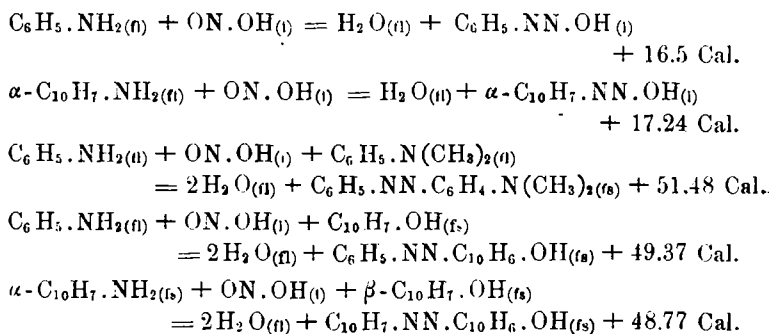 C₆H₅.NH₂(fl) + ON.OH(l) = H₂O(fl) + C₆H₅.NN.OH(l)
+ 16.5 Cal.
α-C₁₀H₇.NH₂(fl) + ON.OH(l) = H₂O(fl) + α-C₁₀H₇.NN.OH(l)
+ 17.24 Cal.
C₆H₅.NH₂(fl) + ON.OH(l) + C₆H₅.N(CH₃)₂(fl)
= 2H₂O(fl) + C₆H₅.NN.C₆H₄.N(CH₃)₂(fs) + 51.48 Cal.
C₆H₅.NH₂(fl) + ON.OH(l) + C₁₀H₇.OH(fs)
= 2H₂O(fl) + C₆H₅.NN.C₁₀H₆.OH(fs) + 49.37 Cal.
α-C₁₀H₇.NH₂(fs) + ON.OH(l) + β-C₁₀H₇.OH(fs)
= 2H₂O(fl) + C₁₀H₇.NN.C₁₀H₆.OH(fs) + 48.77 Cal.